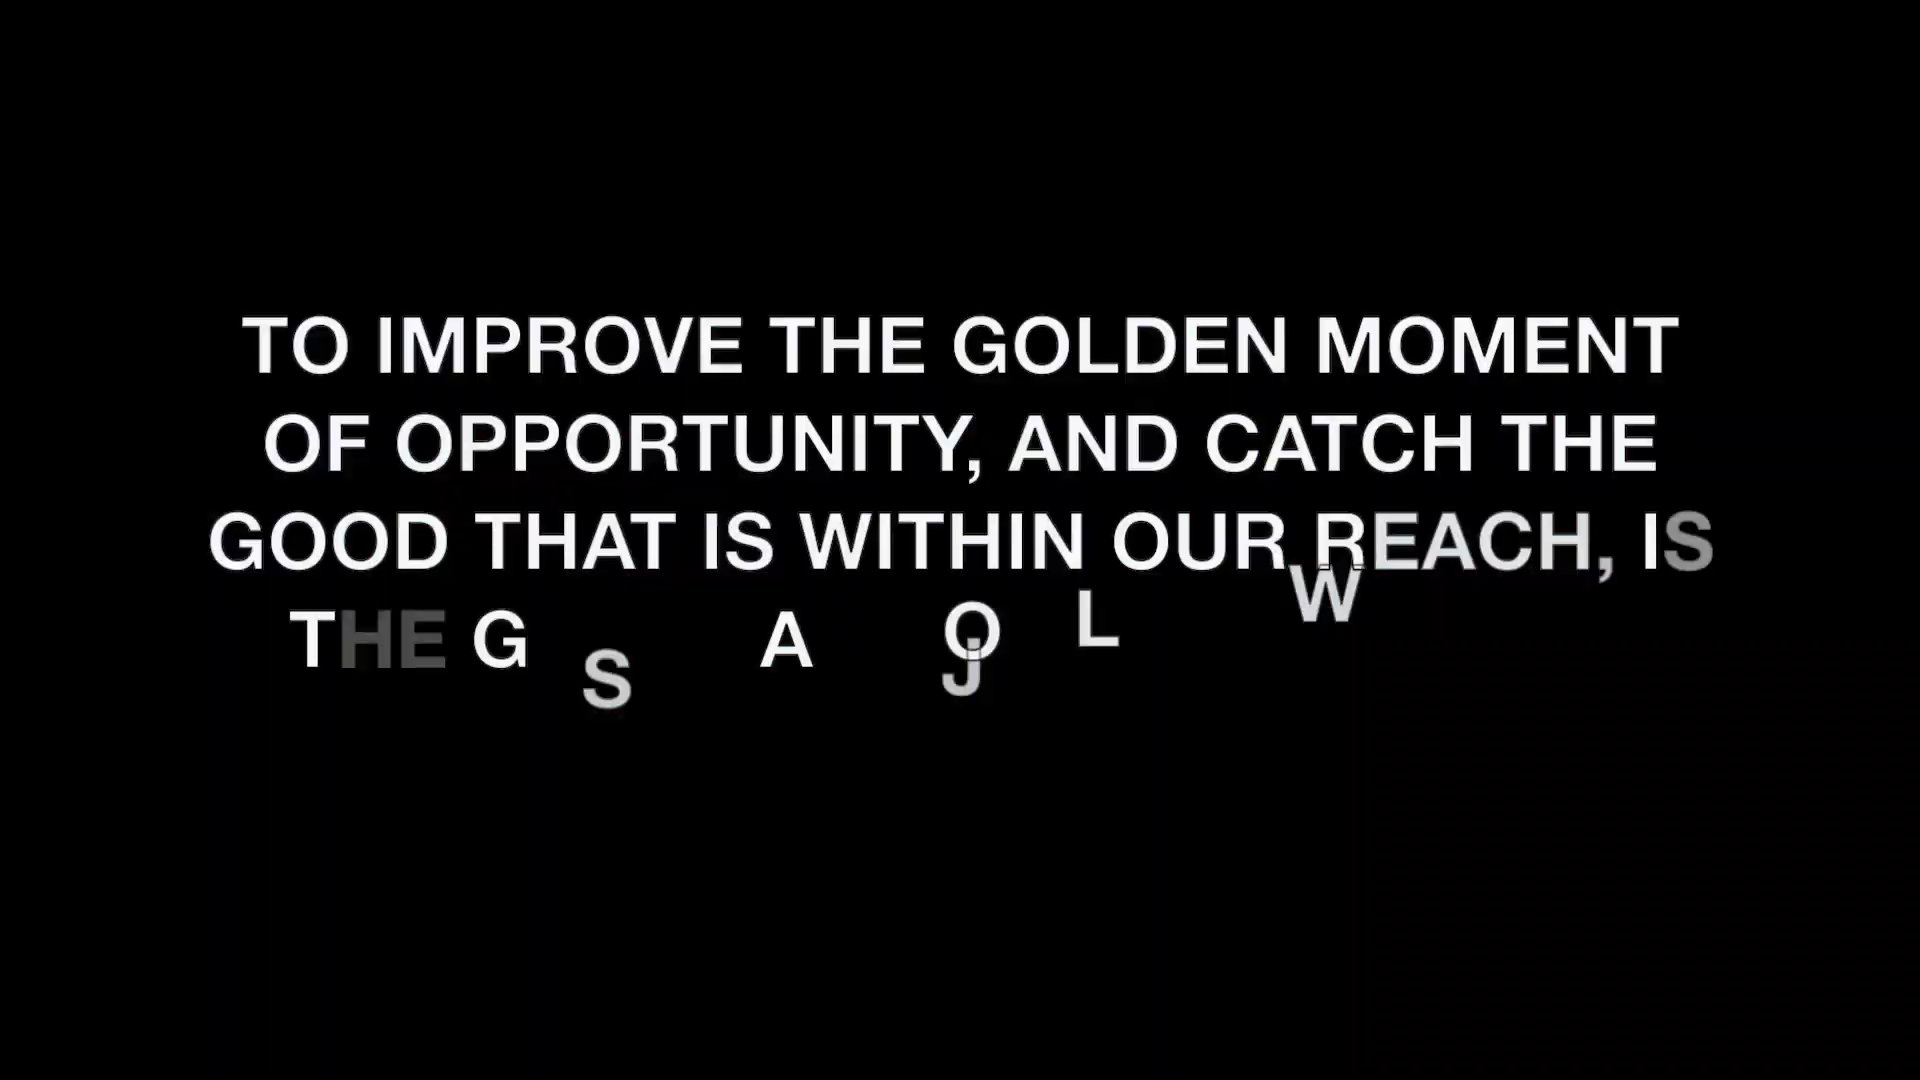 TO IMPROVE THE GOLDEN MOMENT
OF OPPORTUNITY, AND CATCH THE
GOOD THAT IS WITHIN OUR REACH, IS
THE G S A O J L W